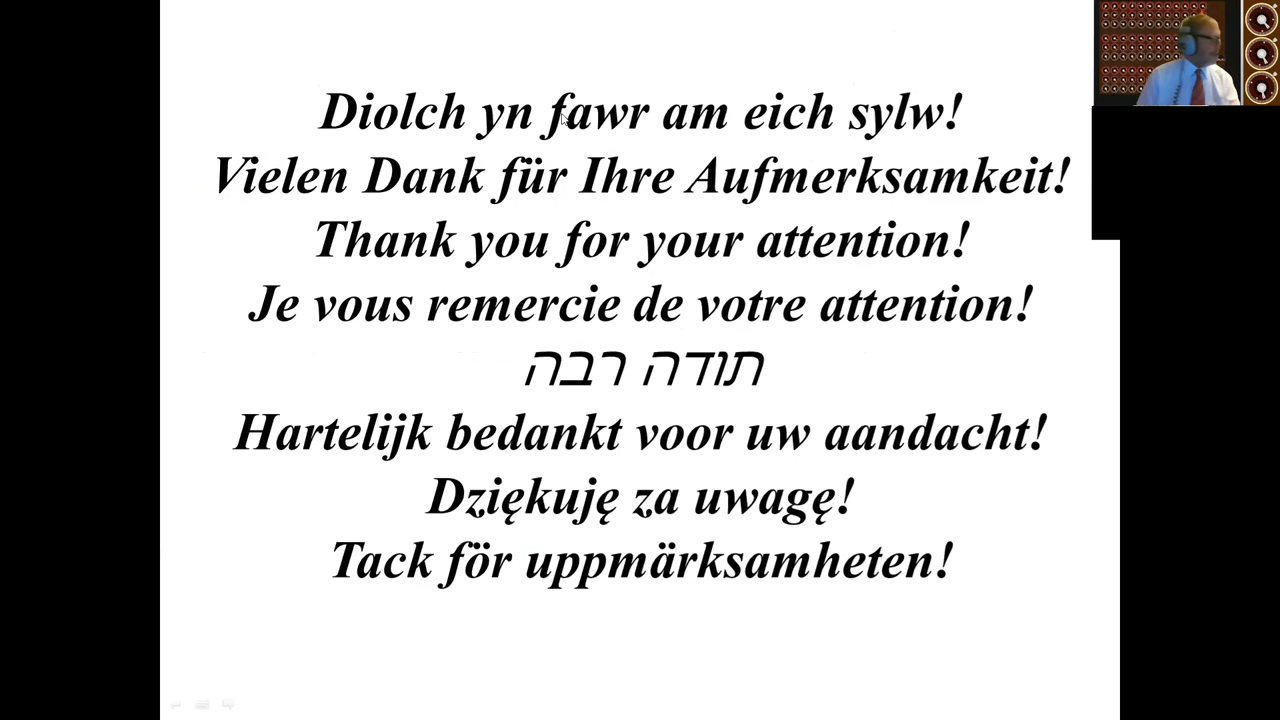 Diolch yn fawr am eich sylw!
Vielen Dank für Ihre Aufmerksamkeit!
Thank you for your attention!
Je vous remercie de votre attention!
תודה רבה
Hartelijk bedankt voor uw aandacht!
Dziękuję za uwagę!
Tack för uppmärksamheten!